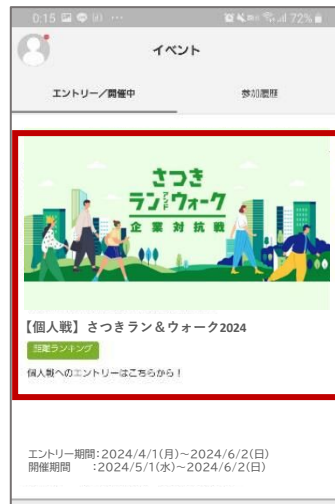 0:15 72%
イベント
エントリー／開催中 参加履歴
さつき
ラン アンド ウォーク
企業対抗戦
【個人戦】さつきラン＆ウォーク2024
距離ランキング
個人戦へのエントリーはこちらから！
エントリー期間：2024/4/1(月)～2024/6/2(日)
開催期間　：2024/5/1(水)～2024/6/2(日)